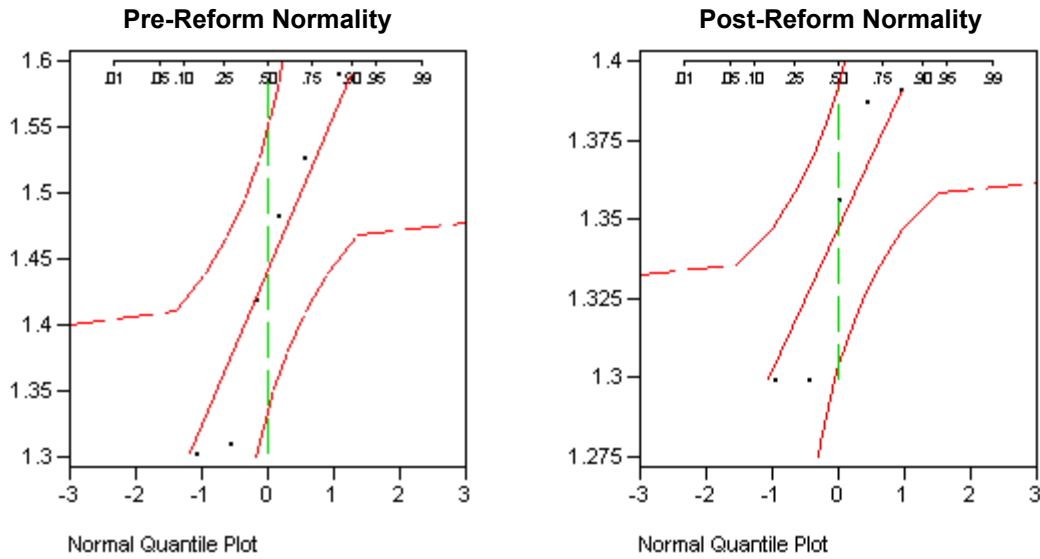 Pre-Reform Normality
Post-Reform Normality
1.6
.01 .05 .10 .25 .50 .75 .90 .95 .99
1.55
1.5
1.45
1.4
1.35
1.3
-3 -2 -1 0 1 2 3
Normal Quantile Plot
1.4
.01 .05 .10 .25 .50 .75 .90 .95 .99
1.375
1.35
1.325
1.3
1.275
-3 -2 -1 0 1 2 3
Normal Quantile Plot